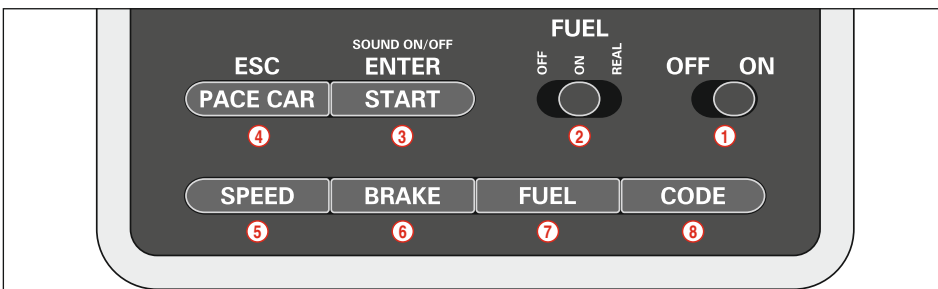 FUEL
SOUND ON/OFF
ESC ENTER OFF ON REAL OFF ON
PACE CAR START
4 3 2 1
SPEED BRAKE FUEL CODE
5 6 7 8